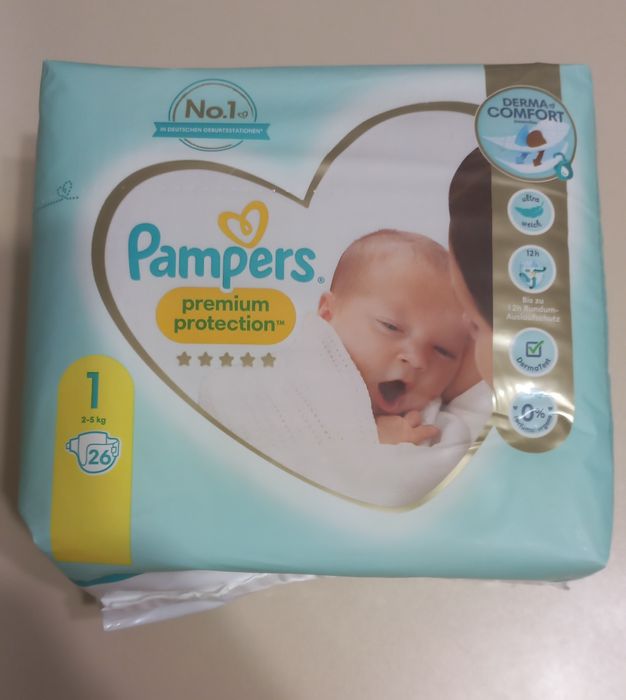 No.1
IN DEUTSCHEN GEBURTSSTATIONEN*
DERMA
COMFORT
ultra
weich
Pampers®
premium
protection™
12h
Bis zu
12h Rundum-
Auslaufschutz
DermaTest
0%
1
2-5 kg
26